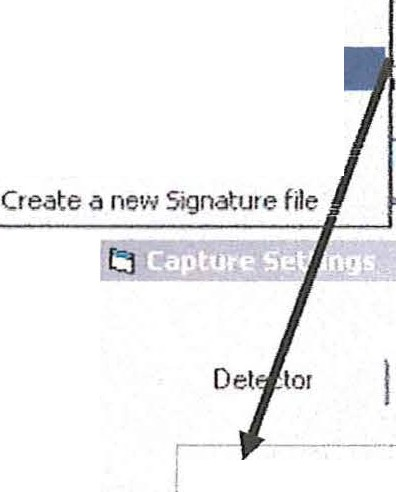 Create a new Signature file
Capture Settings
Detector